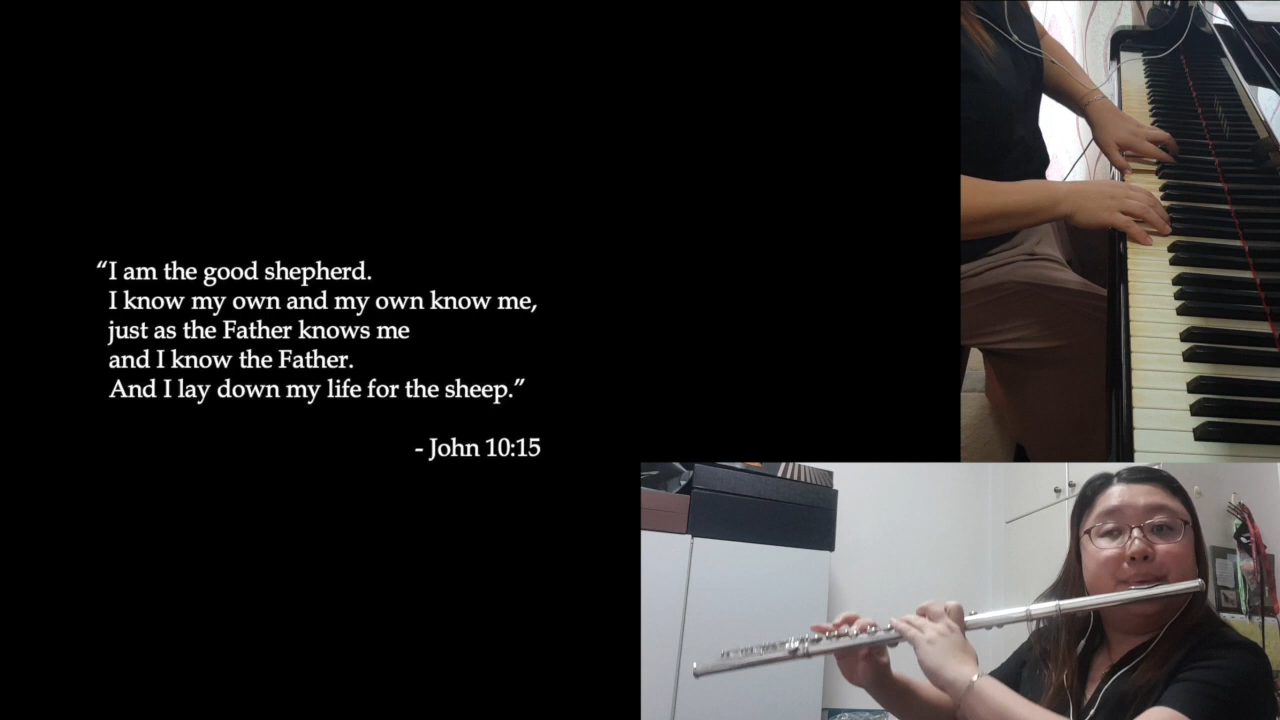 “I am the good shepherd.
I know my own and my own know me,
just as the Father knows me
and I know the Father.
And I lay down my life for the sheep.”
- John 10:15